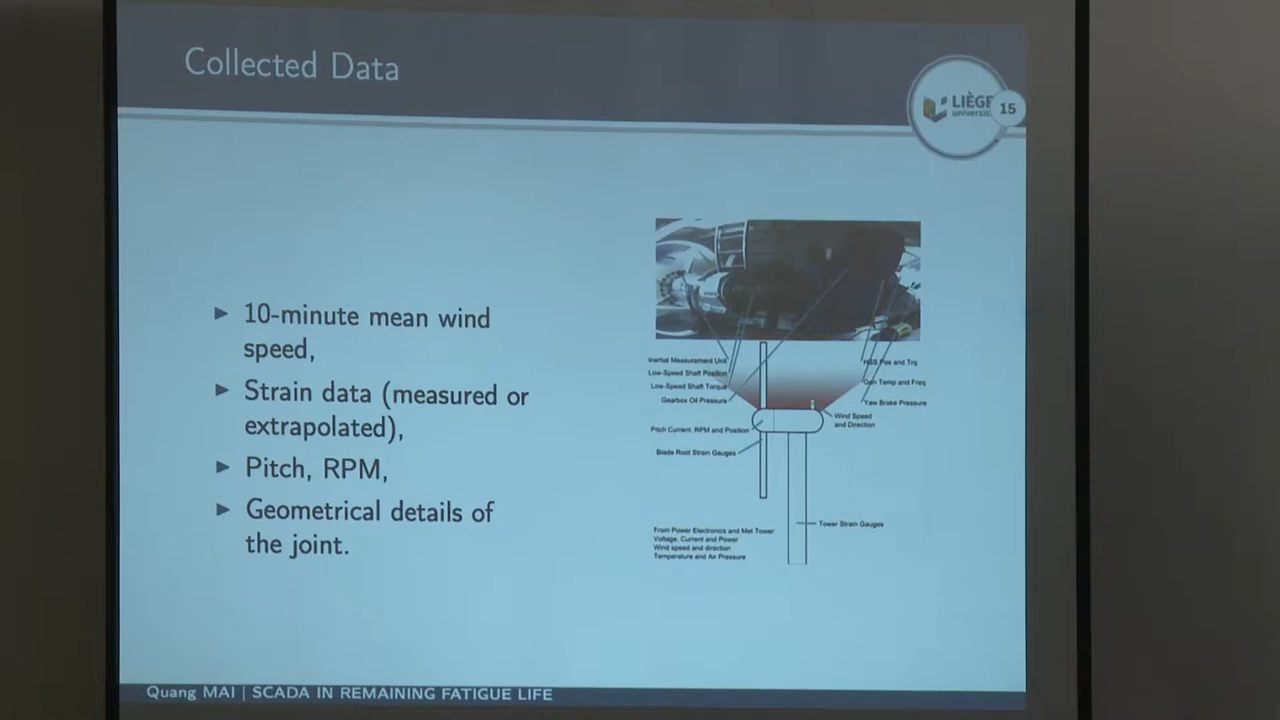 Collected Data
LIÈGE
université
15
▶ 10-minute mean wind
speed,
▶ Strain data (measured or
extrapolated),
▶ Pitch, RPM,
▶ Geometrical details of
the joint.
Inertial Measurement Unit
Low-Speed Shaft Position
Low-Speed Shaft Torque
Gearbox Oil Pressure
HSS Pos and Trq
Gen Temp and Freq
Yaw Brake Pressure
Wind Speed
and Direction
Pitch Current, RPM and Position
Blade Root Strain Gauges
Tower Strain Gauges
From Power Electronics and Met Tower
Voltage, Current and Power
Wind speed and direction
Temperature and Air Pressure
Quang MAI | SCADA IN REMAINING FATIGUE LIFE